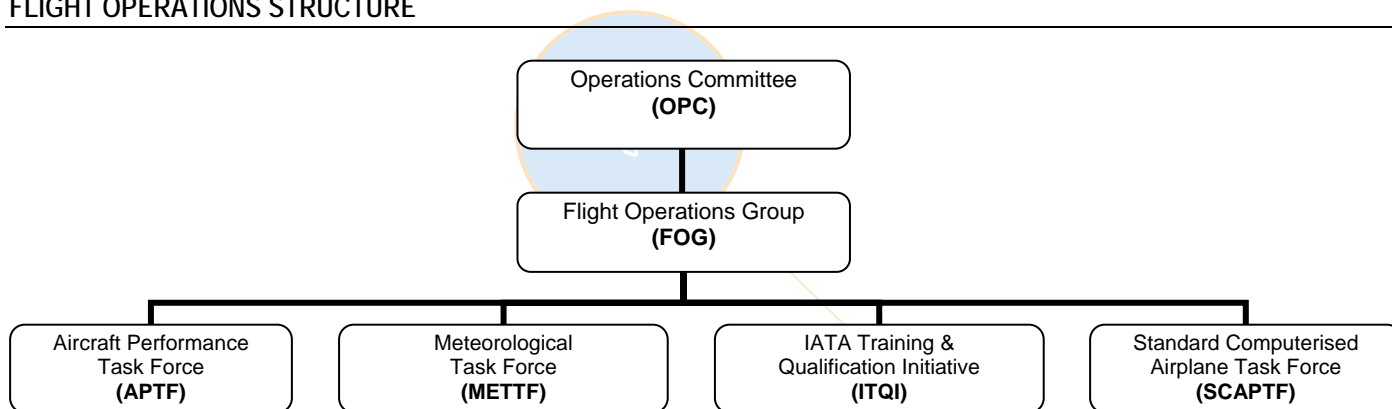 FLIGHT OPERATIONS STRUCTURE
Operations Committee
(OPC)
Flight Operations Group
(FOG)
Aircraft Performance
Task Force
(APTF)
Meteorological
Task Force
(METTF)
IATA Training &
Qualification Initiative
(ITQI)
Standard Computerised
Airplane Task Force
(SCAPTF)